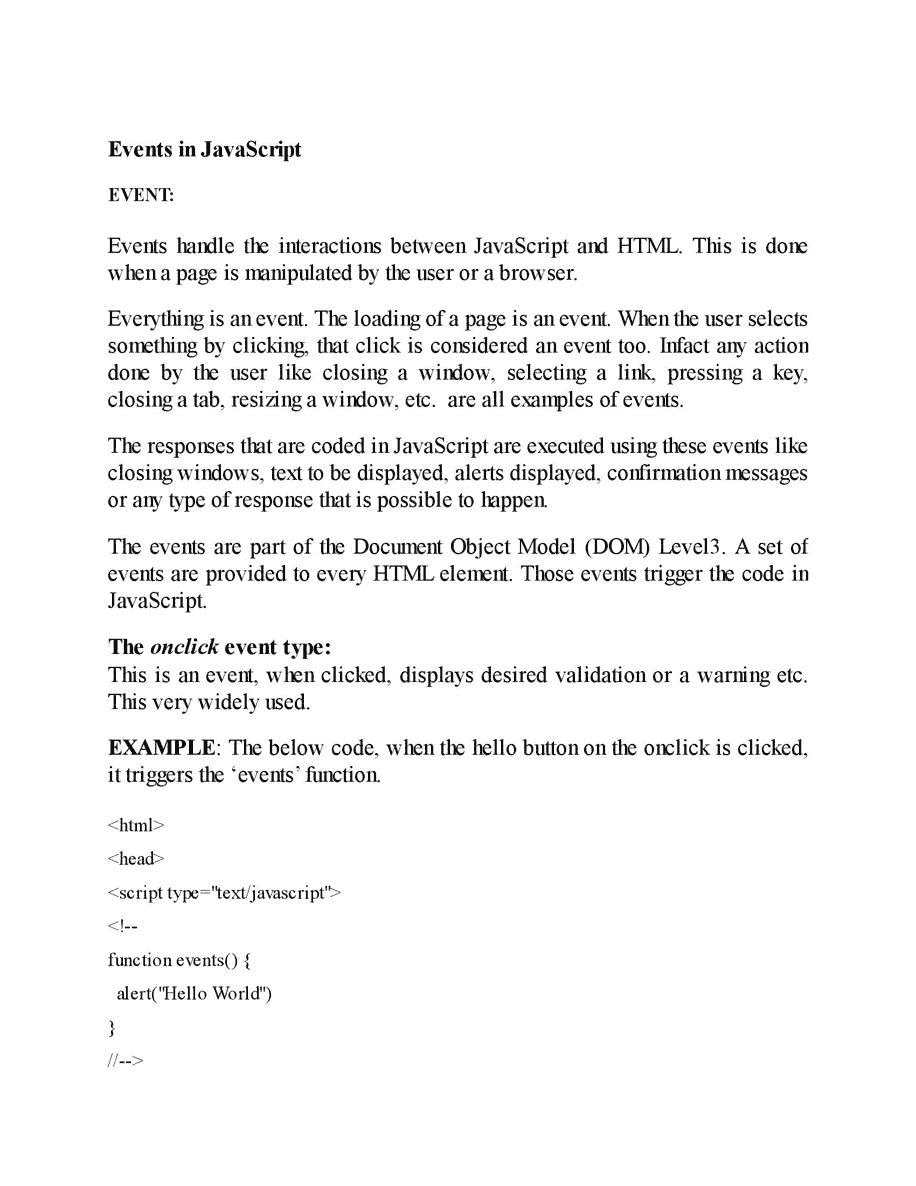 Events in JavaScript
EVENT:
Events handle the interactions between JavaScript and HTML. This is done
when a page is manipulated by the user or a browser.
Everything is an event. The loading of a page is an event. When the user selects
something by clicking, that click is considered an event too. Infact any action
done by the user like closing a window, selecting a link, pressing a key,
closing a tab, resizing a window, etc.  are all examples of events.
The responses that are coded in JavaScript are executed using these events like
closing windows, text to be displayed, alerts displayed, confirmation messages
or any type of response that is possible to happen.
The events are part of the Document Object Model (DOM) Level3. A set of
events are provided to every HTML element. Those events trigger the code in
JavaScript.
The onclick event type:
This is an event, when clicked, displays desired validation or a warning etc.
This very widely used.
EXAMPLE: The below code, when the hello button on the onclick is clicked,
it triggers the ‘events’ function.
<html>
<head>
<script type="text/javascript">
<!--
function events() {
  alert("Hello World")
}
//-->